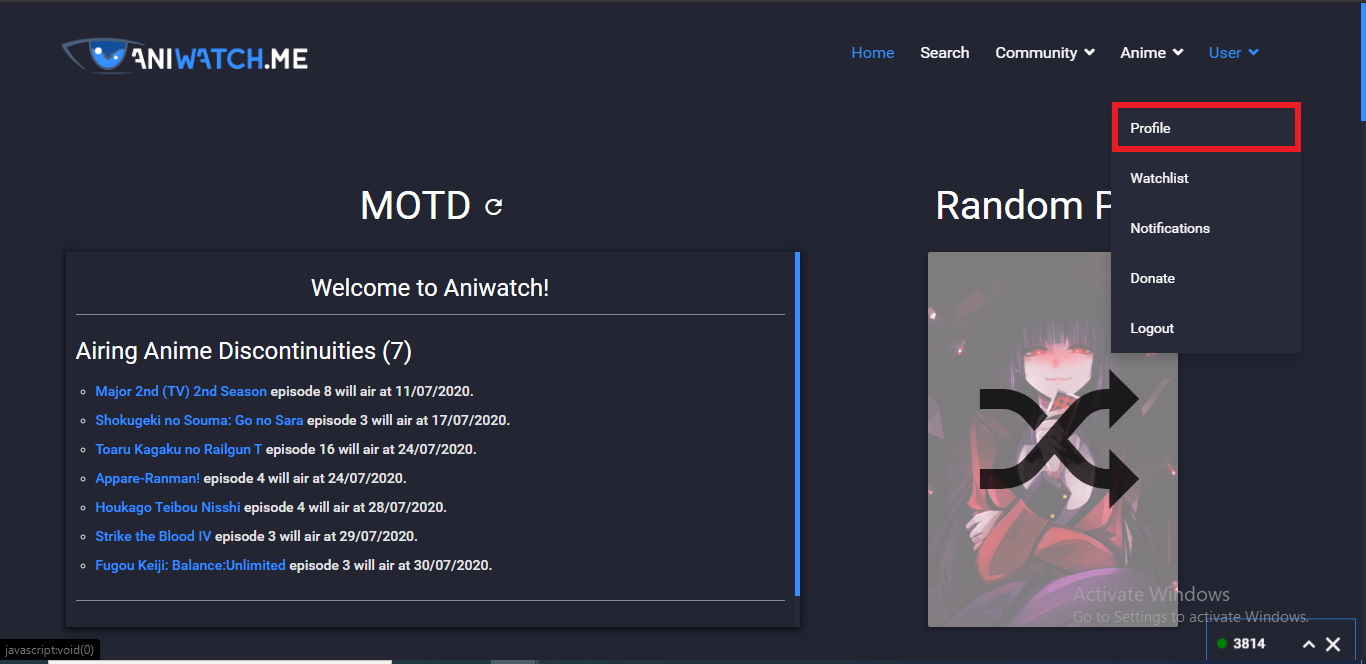 ANIWATCH.ME
Home Search Community Anime User
Profile
Watchlist
Notifications
Donate
Logout
MOTD
Random P
Welcome to Aniwatch!
Airing Anime Discontinuities (7)
Major 2nd (TV) 2nd Season episode 8 will air at 11/07/2020.
Shokugeki no Souma: Go no Sara episode 3 will air at 17/07/2020.
Toaru Kagaku no Railgun T episode 16 will air at 24/07/2020.
Appare-Ranman! episode 4 will air at 24/07/2020.
Houkago Teibou Nisshi episode 4 will air at 28/07/2020.
Strike the Blood IV episode 3 will air at 29/07/2020.
Fugou Keiji: Balance:Unlimited episode 3 will air at 30/07/2020.
Activate Windows
Go to Settings to activate Windows.
3814
javascript:void(0)